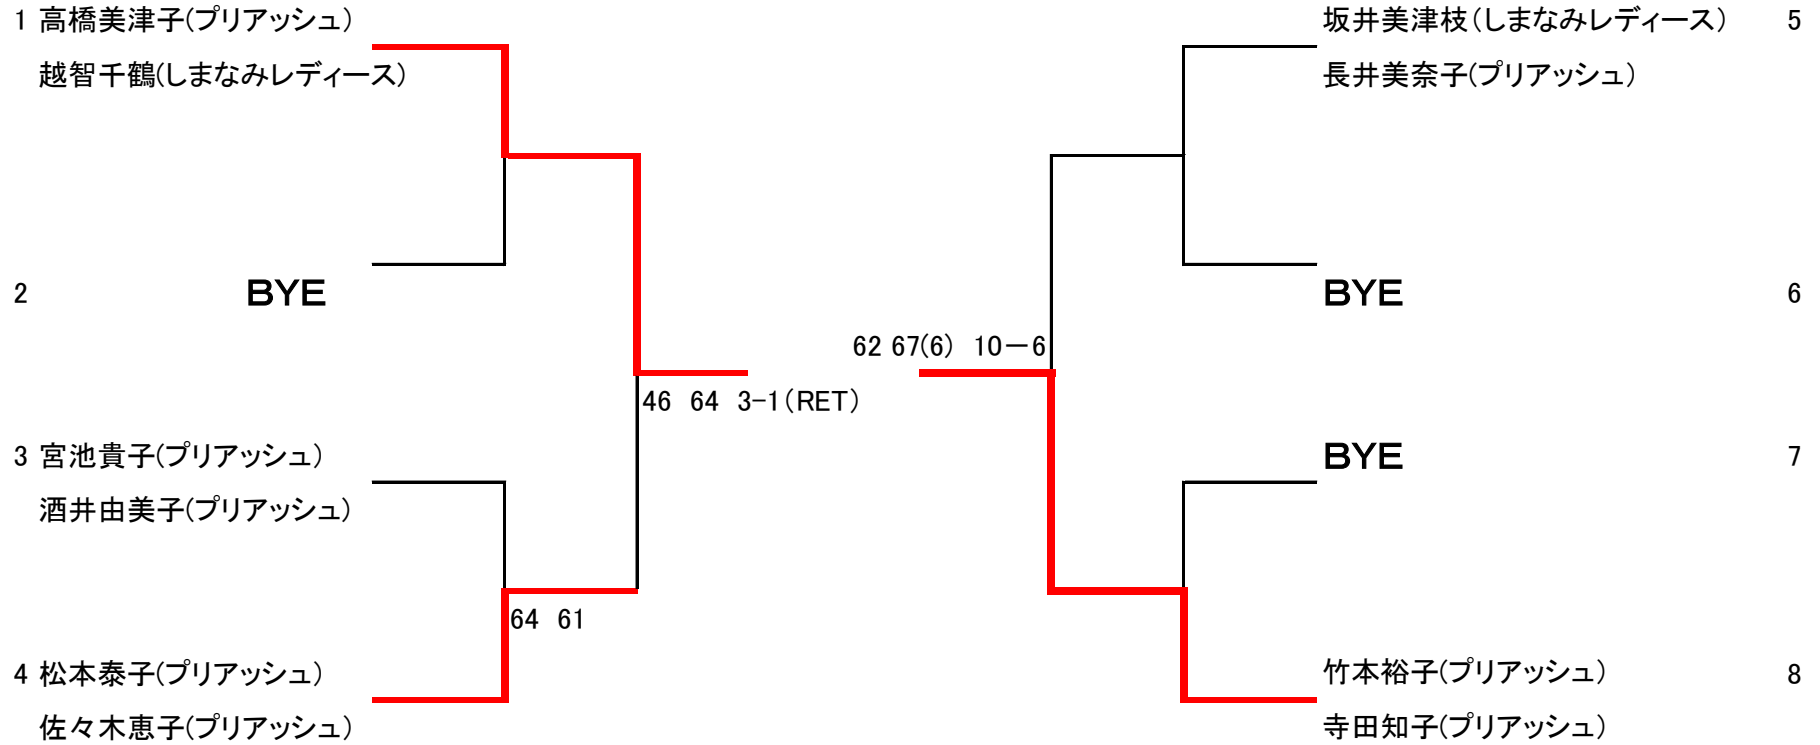 1 高橋美津子(プリアッシュ)
越智千鶴(しまなみレディース)
2 BYE
3 宮池貴子(プリアッシュ)
酒井由美子(プリアッシュ)
4 松本泰子(プリアッシュ)
佐々木恵子(プリアッシュ)
64 61
46 64 3-1(RET)
62 67(6) 10－6
坂井美津枝(しまなみレディース) 5
長井美奈子(プリアッシュ)
BYE 6
BYE 7
竹本裕子(プリアッシュ) 8
寺田知子(プリアッシュ)